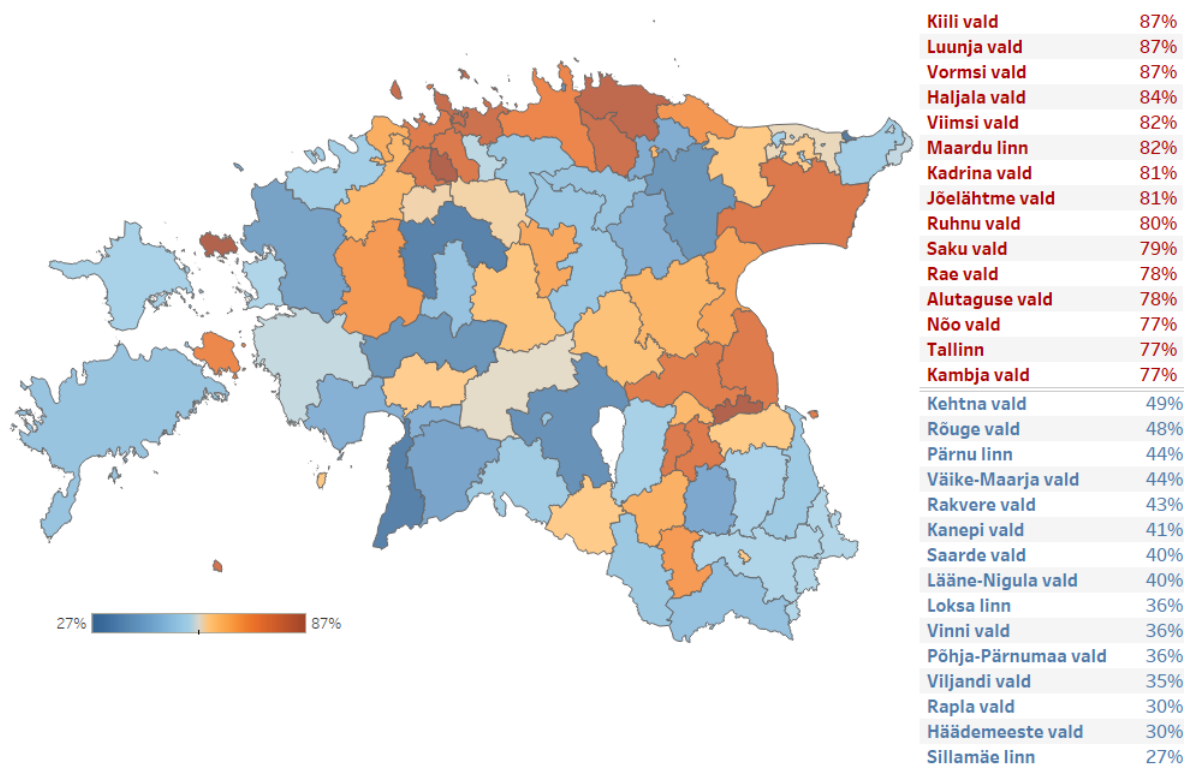 Kiili vald 87%
Luunja vald 87%
Vormsi vald 87%
Haljala vald 84%
Viimsi vald 82%
Maardu linn 82%
Kadrina vald 81%
Jõelähtme vald 81%
Ruhnu vald 80%
Saku vald 79%
Rae vald 78%
Alutaguse vald 78%
Nõo vald 77%
Tallinn 77%
Kambja vald 77%
Kehtna vald 49%
Rõuge vald 48%
Pärnu linn 44%
Väike-Maarja vald 44%
Rakvere vald 43%
Kanepi vald 41%
Saarde vald 40%
Lääne-Nigula vald 40%
Loksa linn 36%
Vinni vald 36%
Põhja-Pärnumaa vald 36%
Viljandi vald 35%
Rapla vald 30%
Häädemeeste vald 30%
Sillamäe linn 27%
27% 87%